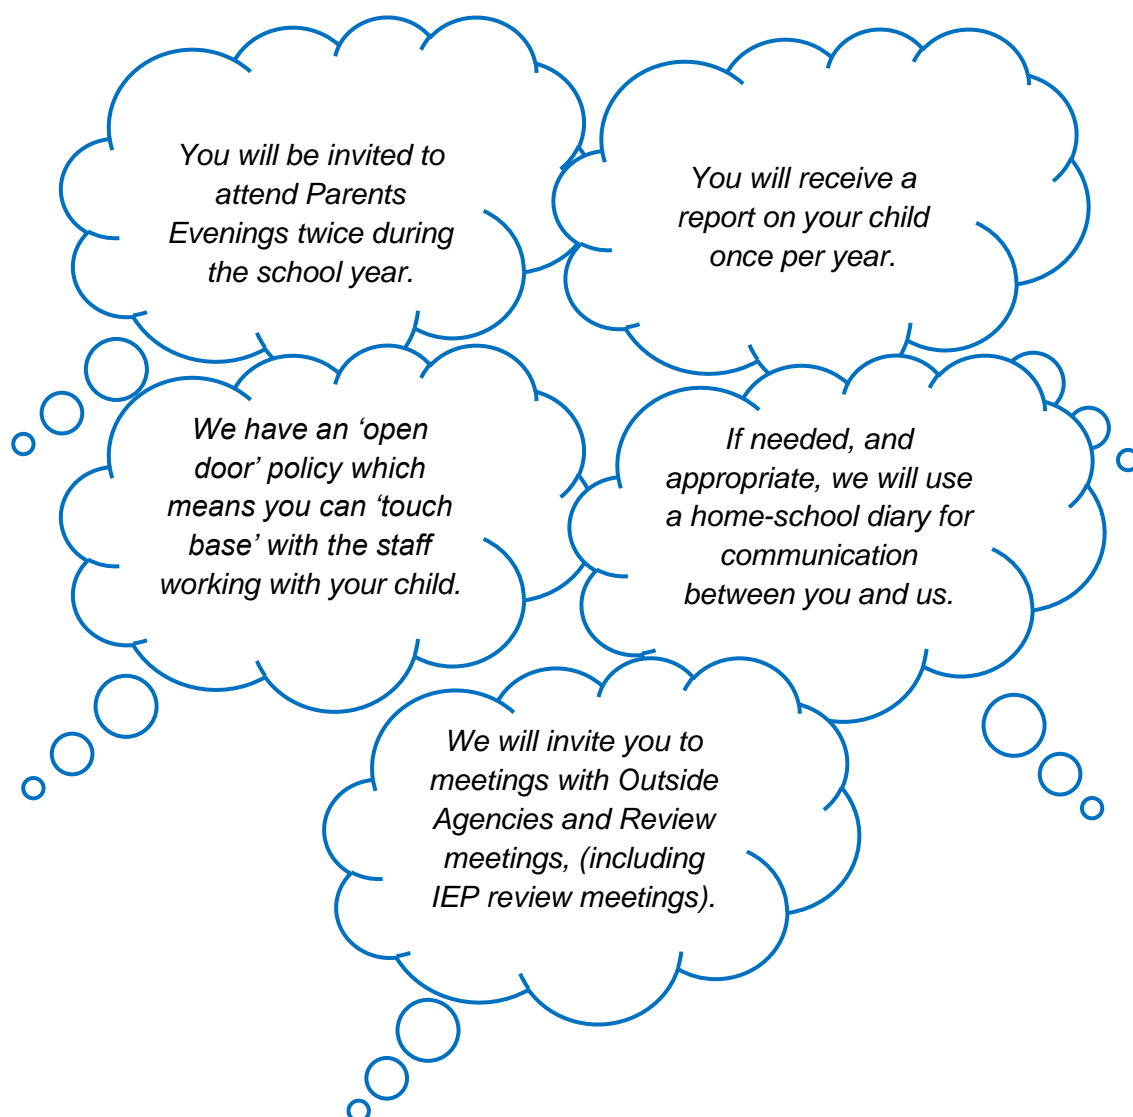 You will be invited to
attend Parents
Evenings twice during
the school year.
You will receive a
report on your child
once per year.
We have an ‘open
door’ policy which
means you can ‘touch
base’ with the staff
working with your child.
If needed, and
appropriate, we will use
a home-school diary for
communication
between you and us.
We will invite you to
meetings with Outside
Agencies and Review
meetings, (including
IEP review meetings).